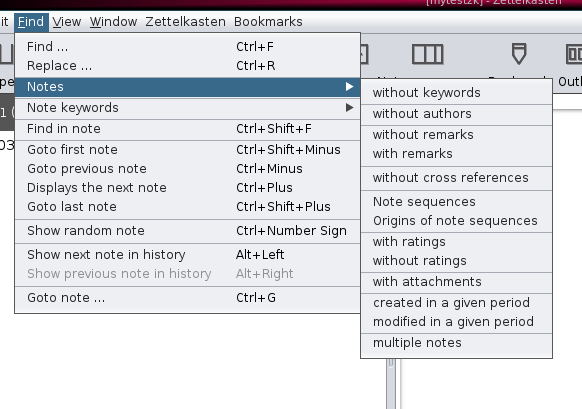 [mytest2k] - Zettelkasten
it Find View Window Zettelkasten Bookmarks
Find ... Ctrl+F
Replace ... Ctrl+R
Notes
Note keywords
Find in note Ctrl+Shift+F
Goto first note Ctrl+Shift+Minus
Goto previous note Ctrl+Minus
Displays the next note Ctrl+Plus
Goto last note Ctrl+Shift+Plus
Show random note Ctrl+Number Sign
Show next note in history Alt+Left
Show previous note in history Alt+Right
Goto note ... Ctrl+G
without keywords
without authors
without remarks
with remarks
without cross references
Note sequences
Origins of note sequences
with ratings
without ratings
with attachments
created in a given period
modified in a given period
multiple notes